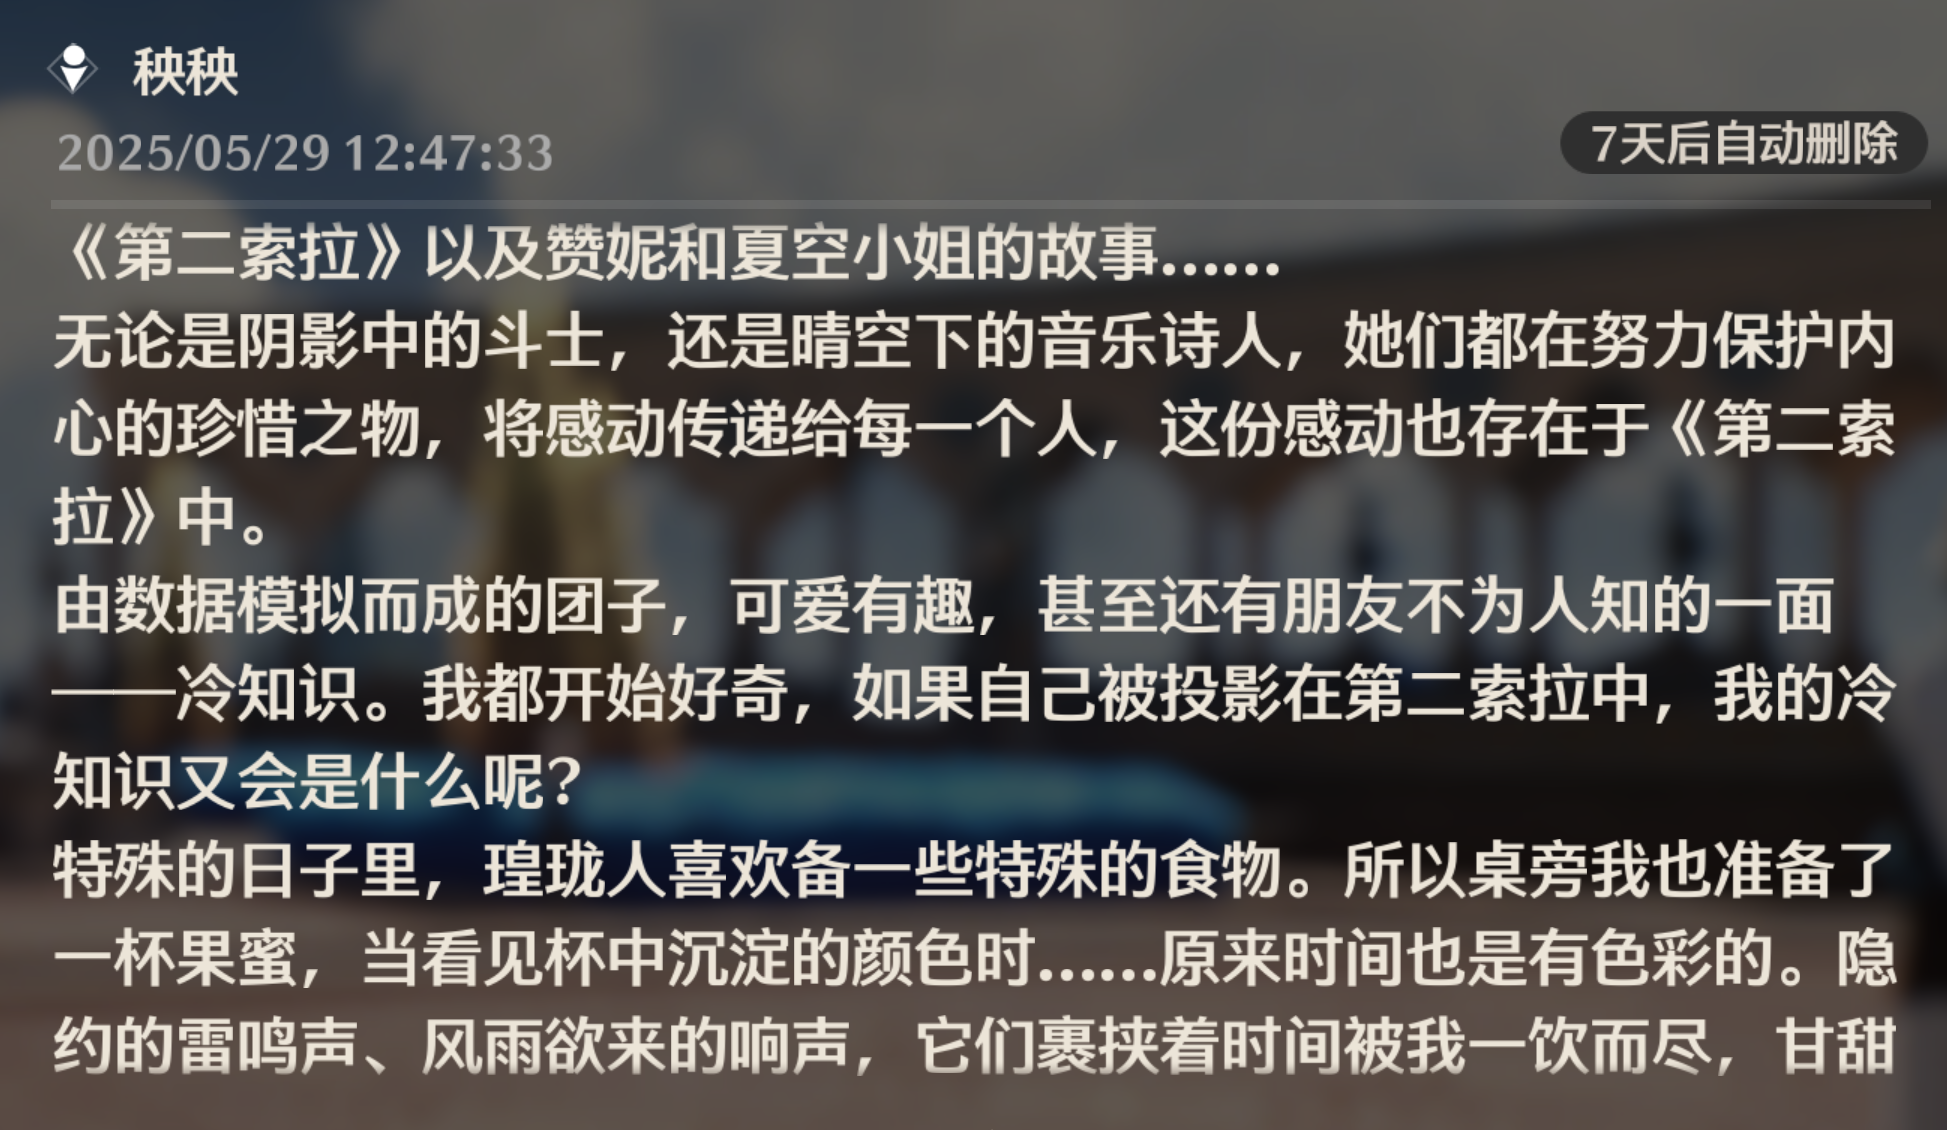 秧秧
2025/05/29 12:47:33
7天后自动删除
《第二索拉》以及赞妮和夏空小姐的故事……
无论是阴影中的斗士，还是晴空下的音乐诗人，她们都在努力保护内
心的珍惜之物，将感动传递给每一个人，这份感动也存在于《第二索
拉》中。
由数据模拟而成的团子，可爱有趣，甚至还有朋友不为人知的一面
——冷知识。我都开始好奇，如果自己被投影在第二索拉中，我的冷
知识又会是什么呢？
特殊的日子里，瑝珑人喜欢备一些特殊的食物。所以桌旁我也准备了
一杯果蜜，当看见杯中沉淀的颜色时……原来时间也是有色彩的。隐
约的雷鸣声、风雨欲来的响声，它们裹挟着时间被我一饮而尽，甘甜